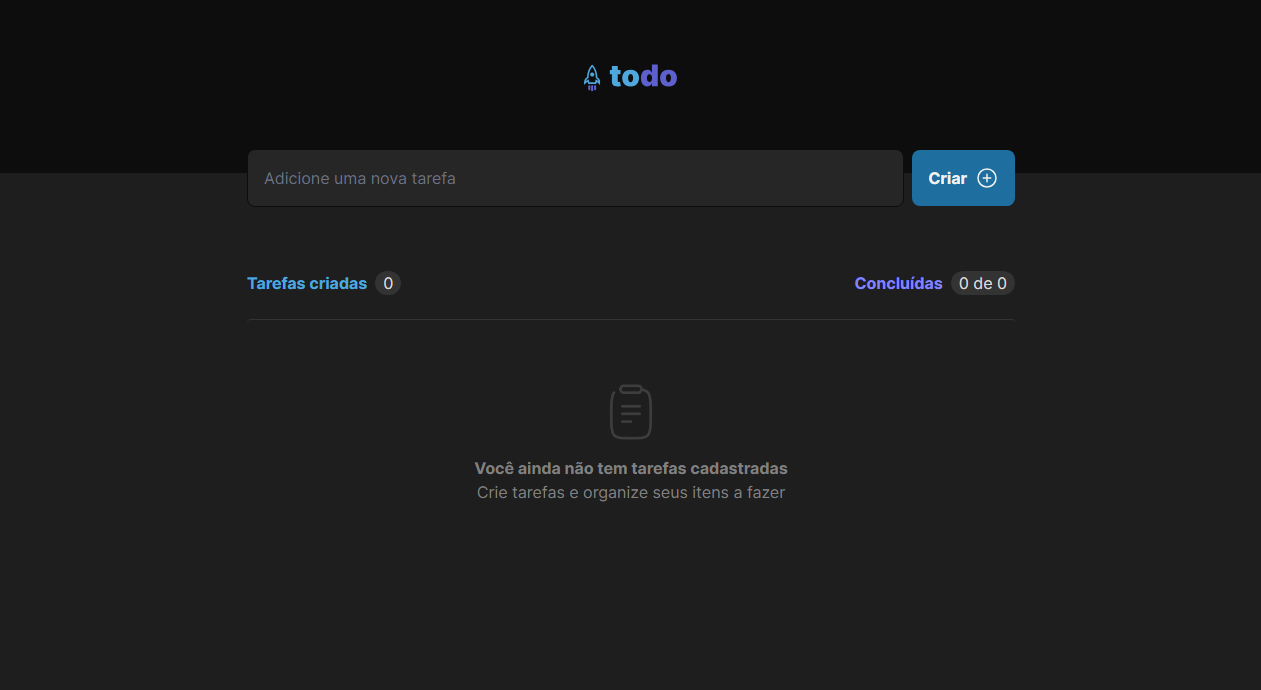 todo
Adicione uma nova tarefa
Criar
Tarefas criadas 0
Concluídas 0 de 0
Você ainda não tem tarefas cadastradas
Crie tarefas e organize seus itens a fazer